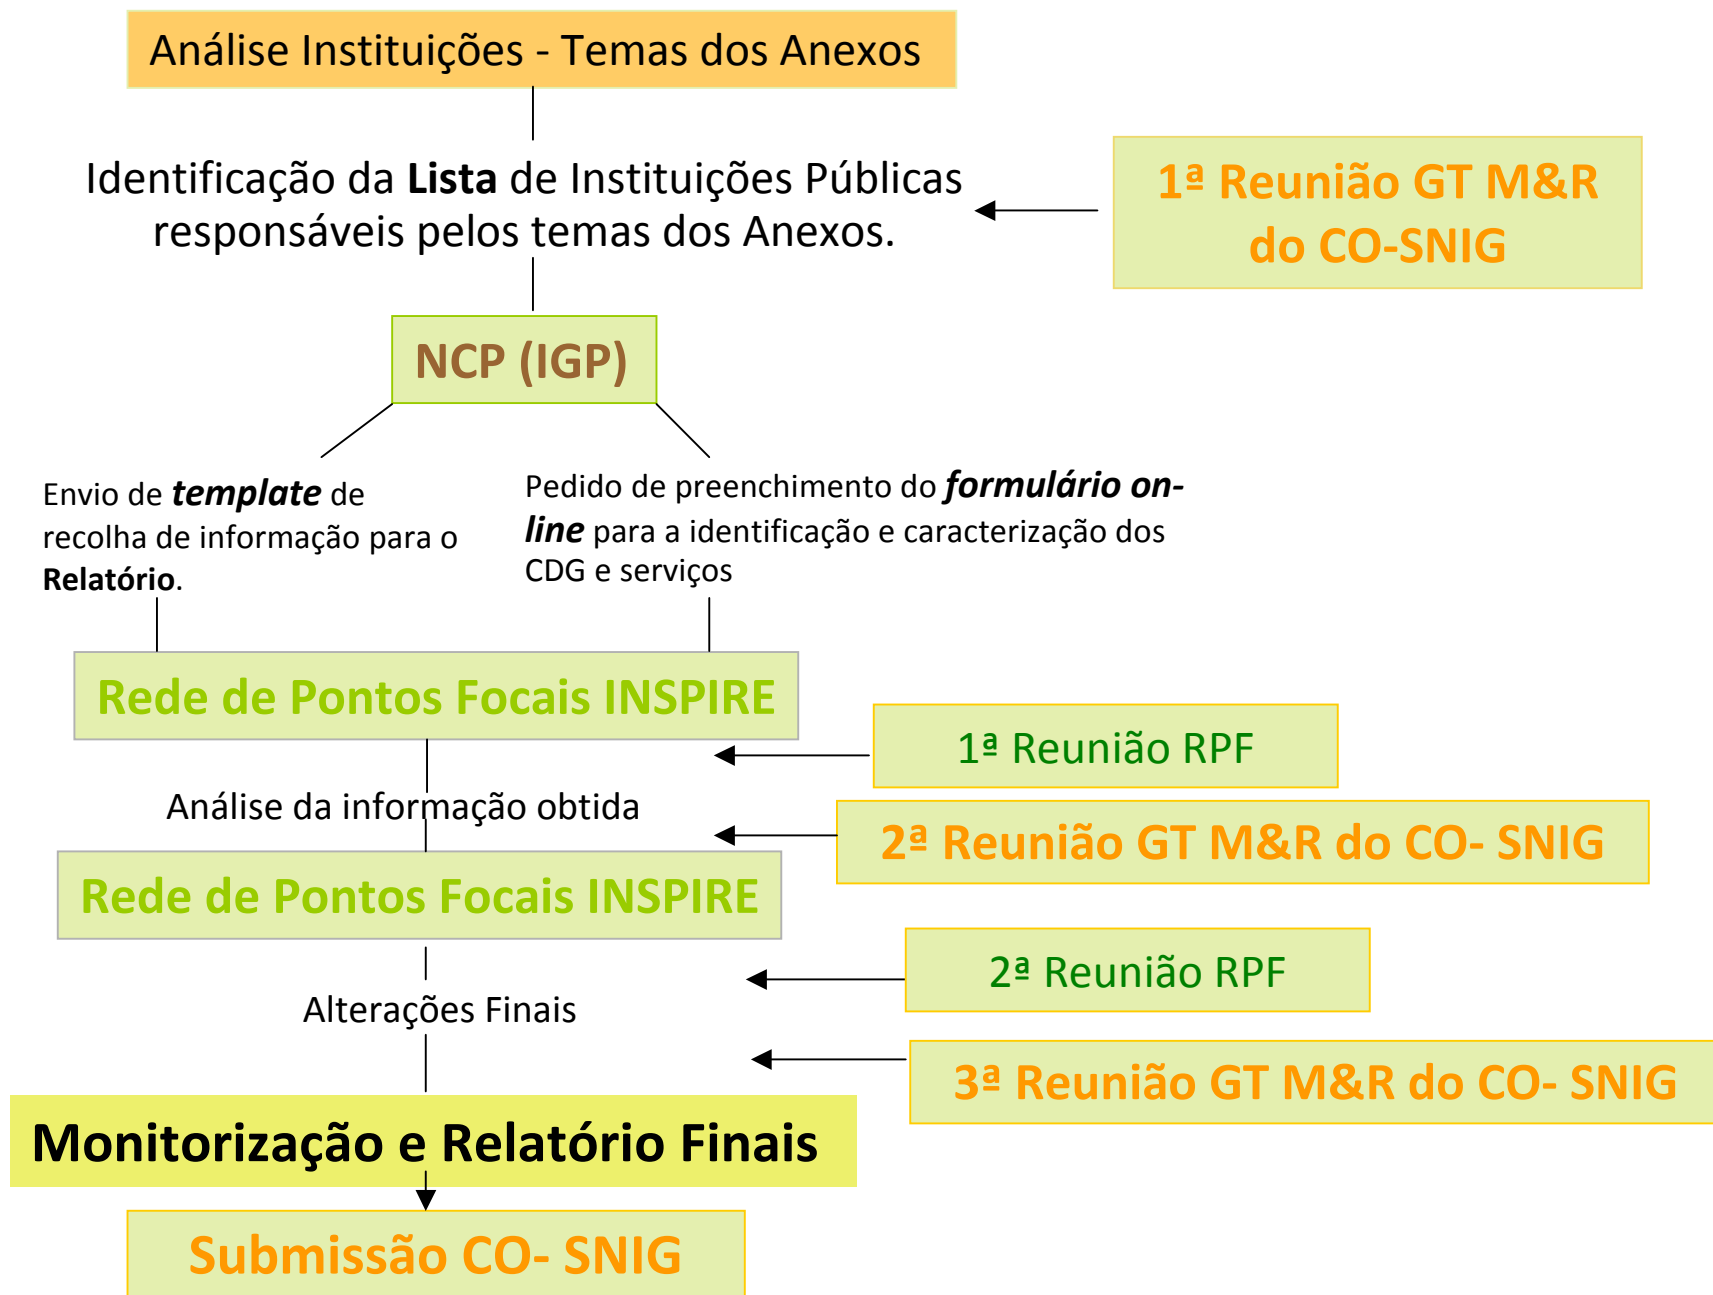 Análise Instituições - Temas dos Anexos
Identificação da Lista de Instituições Públicas
responsáveis pelos temas dos Anexos.
1ª Reunião GT M&R
do CO-SNIG
NCP (IGP)
Envio de template de
recolha de informação para o
Relatório.
Pedido de preenchimento do formulário on-
line para a identificação e caracterização dos
CDG e serviços
Rede de Pontos Focais INSPIRE
1ª Reunião RPF
Análise da informação obtida
2ª Reunião GT M&R do CO- SNIG
Rede de Pontos Focais INSPIRE
2ª Reunião RPF
Alterações Finais
3ª Reunião GT M&R do CO- SNIG
Monitorização e Relatório Finais
Submissão CO- SNIG